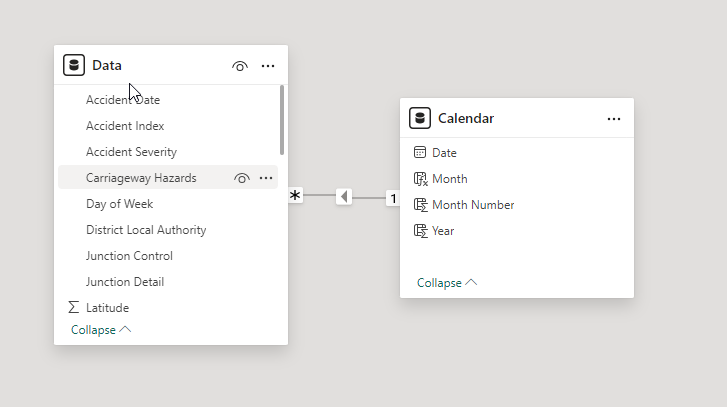 Data
Accident Date
Accident Index
Accident Severity
Carriageway Hazards
Day of Week
District Local Authority
Junction Control
Junction Detail
Latitude
Collapse
* 1
Calendar
Date
Month
Month Number
Year
Collapse